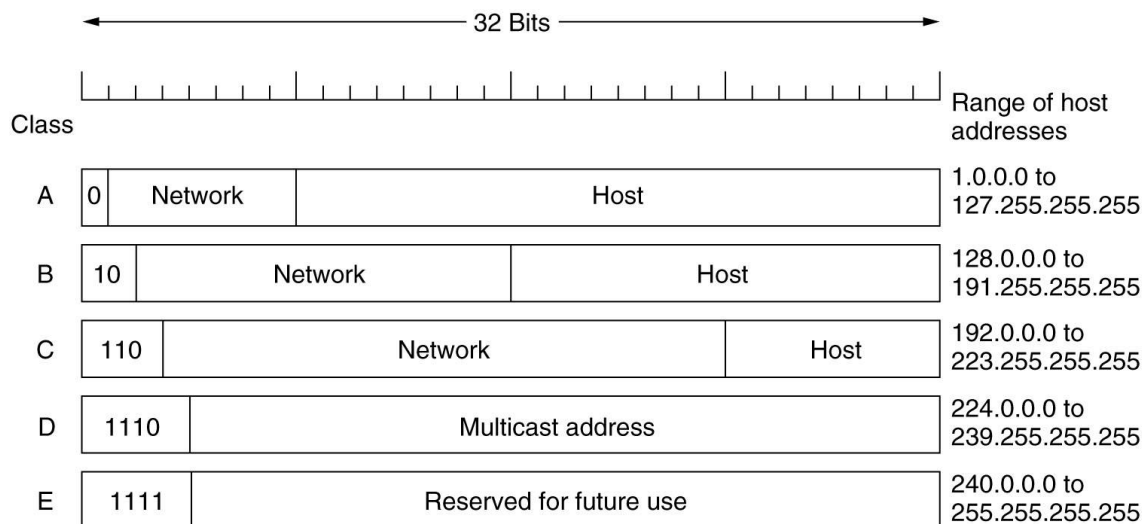 32 Bits
Class
Range of host
addresses
A
0
Network
Host
1.0.0.0 to
127.255.255.255
B
10
Network
Host
128.0.0.0 to
191.255.255.255
C
110
Network
Host
192.0.0.0 to
223.255.255.255
D
1110
Multicast address
224.0.0.0 to
239.255.255.255
E
1111
Reserved for future use
240.0.0.0 to
255.255.255.255